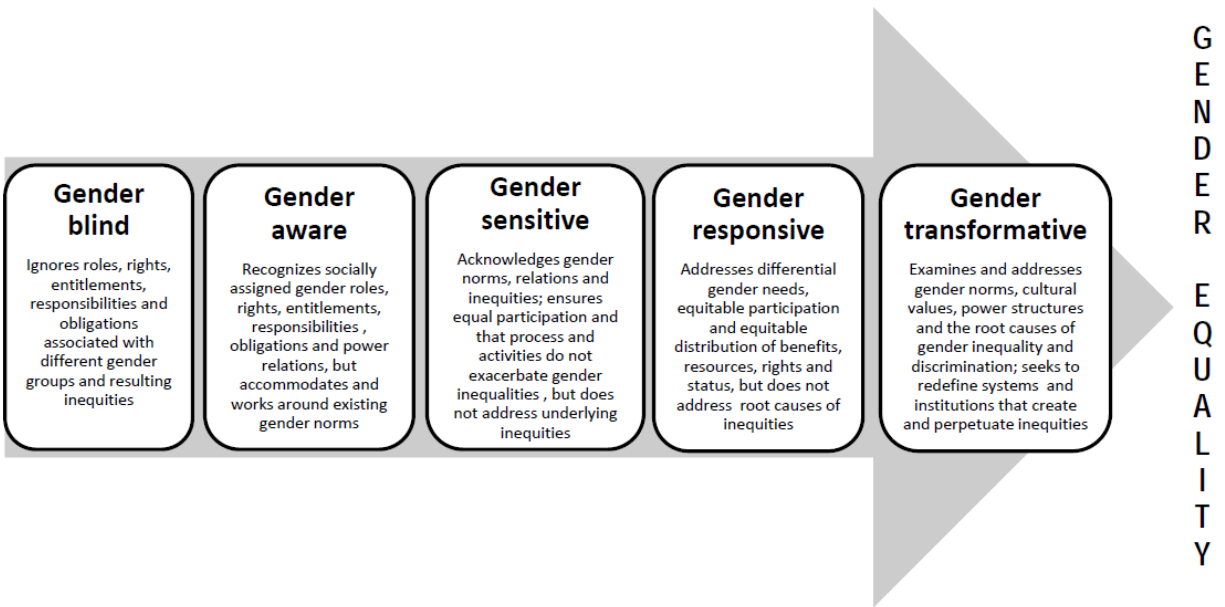 Gender
blind
Ignores roles, rights,
entitlements,
responsibilities and
obligations
associated with
different gender
groups and resulting
inequities
Gender
aware
Recognizes socially
assigned gender roles,
rights, entitlements,
responsibilities ,
obligations and power
relations, but
accommodates and
works around existing
gender norms
Gender
sensitive
Acknowledges gender
norms, relations and
inequities; ensures
equal participation and
that process and
activities do not
exacerbate gender
inequalities , but does
not address underlying
inequities
Gender
responsive
Addresses differential
gender needs,
equitable participation
and equitable
distribution of benefits,
resources, rights and
status, but does not
address root causes of
inequities
Gender
transformative
Examines and addresses
gender norms, cultural
values, power structures
and the root causes of
gender inequality and
discrimination; seeks to
redefine systems and
institutions that create
and perpetuate inequities
GENDER EQUALITY